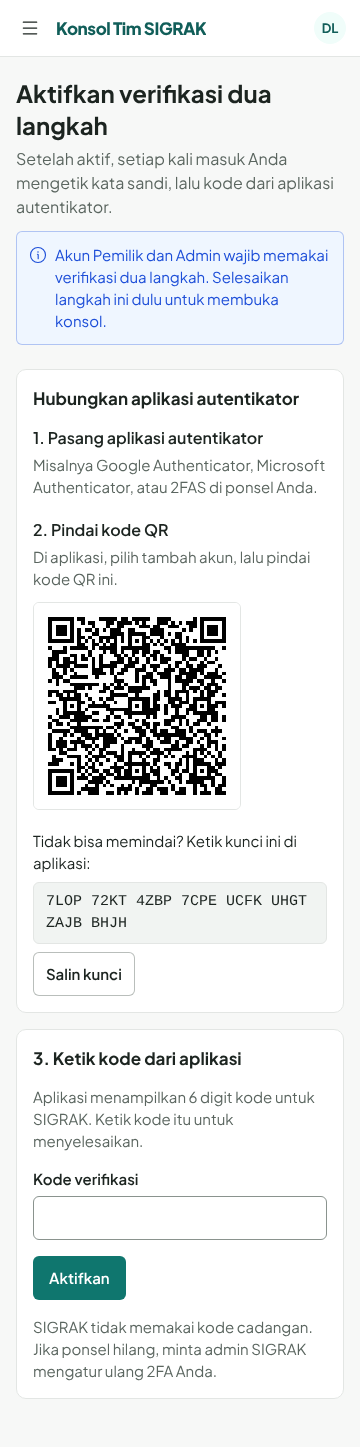 Konsol Tim SIGRAK
DL
Aktifkan verifikasi dua
langkah
Setelah aktif, setiap kali masuk Anda
mengetik kata sandi, lalu kode dari aplikasi
autentikator.
Akun Pemilik dan Admin wajib memakai
verifikasi dua langkah. Selesaikan
langkah ini dulu untuk membuka
konsol.
Hubungkan aplikasi autentikator
1. Pasang aplikasi autentikator
Misalnya Google Authenticator, Microsoft
Authenticator, atau 2FAS di ponsel Anda.
2. Pindai kode QR
Di aplikasi, pilih tambah akun, lalu pindai
kode QR ini.
Tidak bisa memindai? Ketik kunci ini di
aplikasi:
7LOP 72KT 4ZBP 7CPE UCFK UHGT
ZAJB BHJH
Salin kunci
3. Ketik kode dari aplikasi
Aplikasi menampilkan 6 digit kode untuk
SIGRAK. Ketik kode itu untuk
menyelesaikan.
Kode verifikasi
Aktifkan
SIGRAK tidak memakai kode cadangan.
Jika ponsel hilang, minta admin SIGRAK
mengatur ulang 2FA Anda.